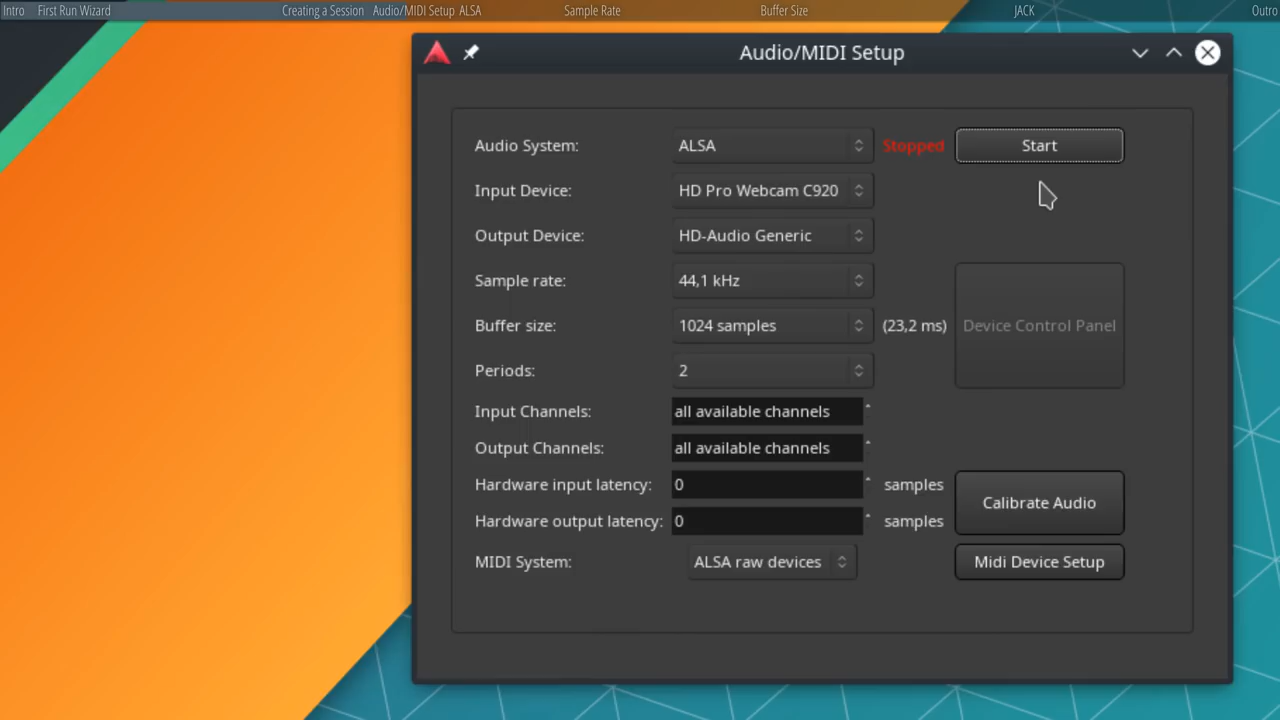 Intro First Run Wizard Creating a Session Audio/MIDI Setup ALSA Sample Rate Buffer Size JACK Outro
Audio/MIDI Setup
Audio System: ALSA Stopped Start
Input Device: HD Pro Webcam C920
Output Device: HD-Audio Generic
Sample rate: 44,1 kHz
Buffer size: 1024 samples (23,2 ms) Device Control Panel
Periods: 2
Input Channels: all available channels
Output Channels: all available channels
Hardware input latency: 0 samples
Calibrate Audio
Hardware output latency: 0 samples
MIDI System: ALSA raw devices Midi Device Setup